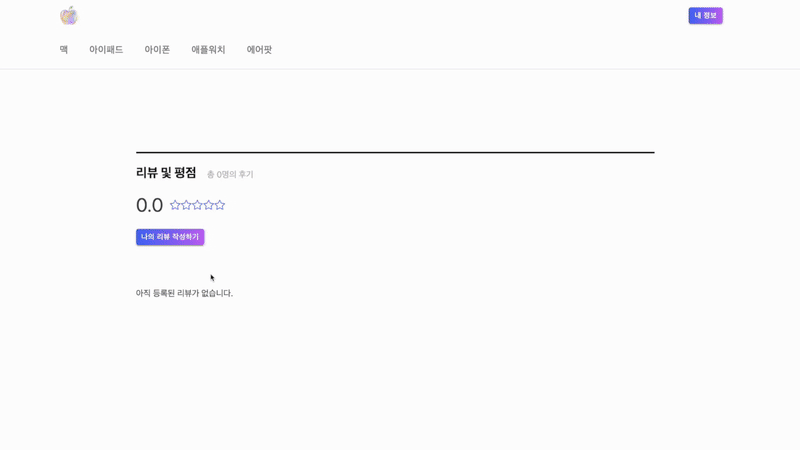 내 정보
맥 아이패드 아이폰 애플워치 에어팟
리뷰 및 평점 총 0명의 후기
0.0
나의 리뷰 작성하기
아직 등록된 리뷰가 없습니다.